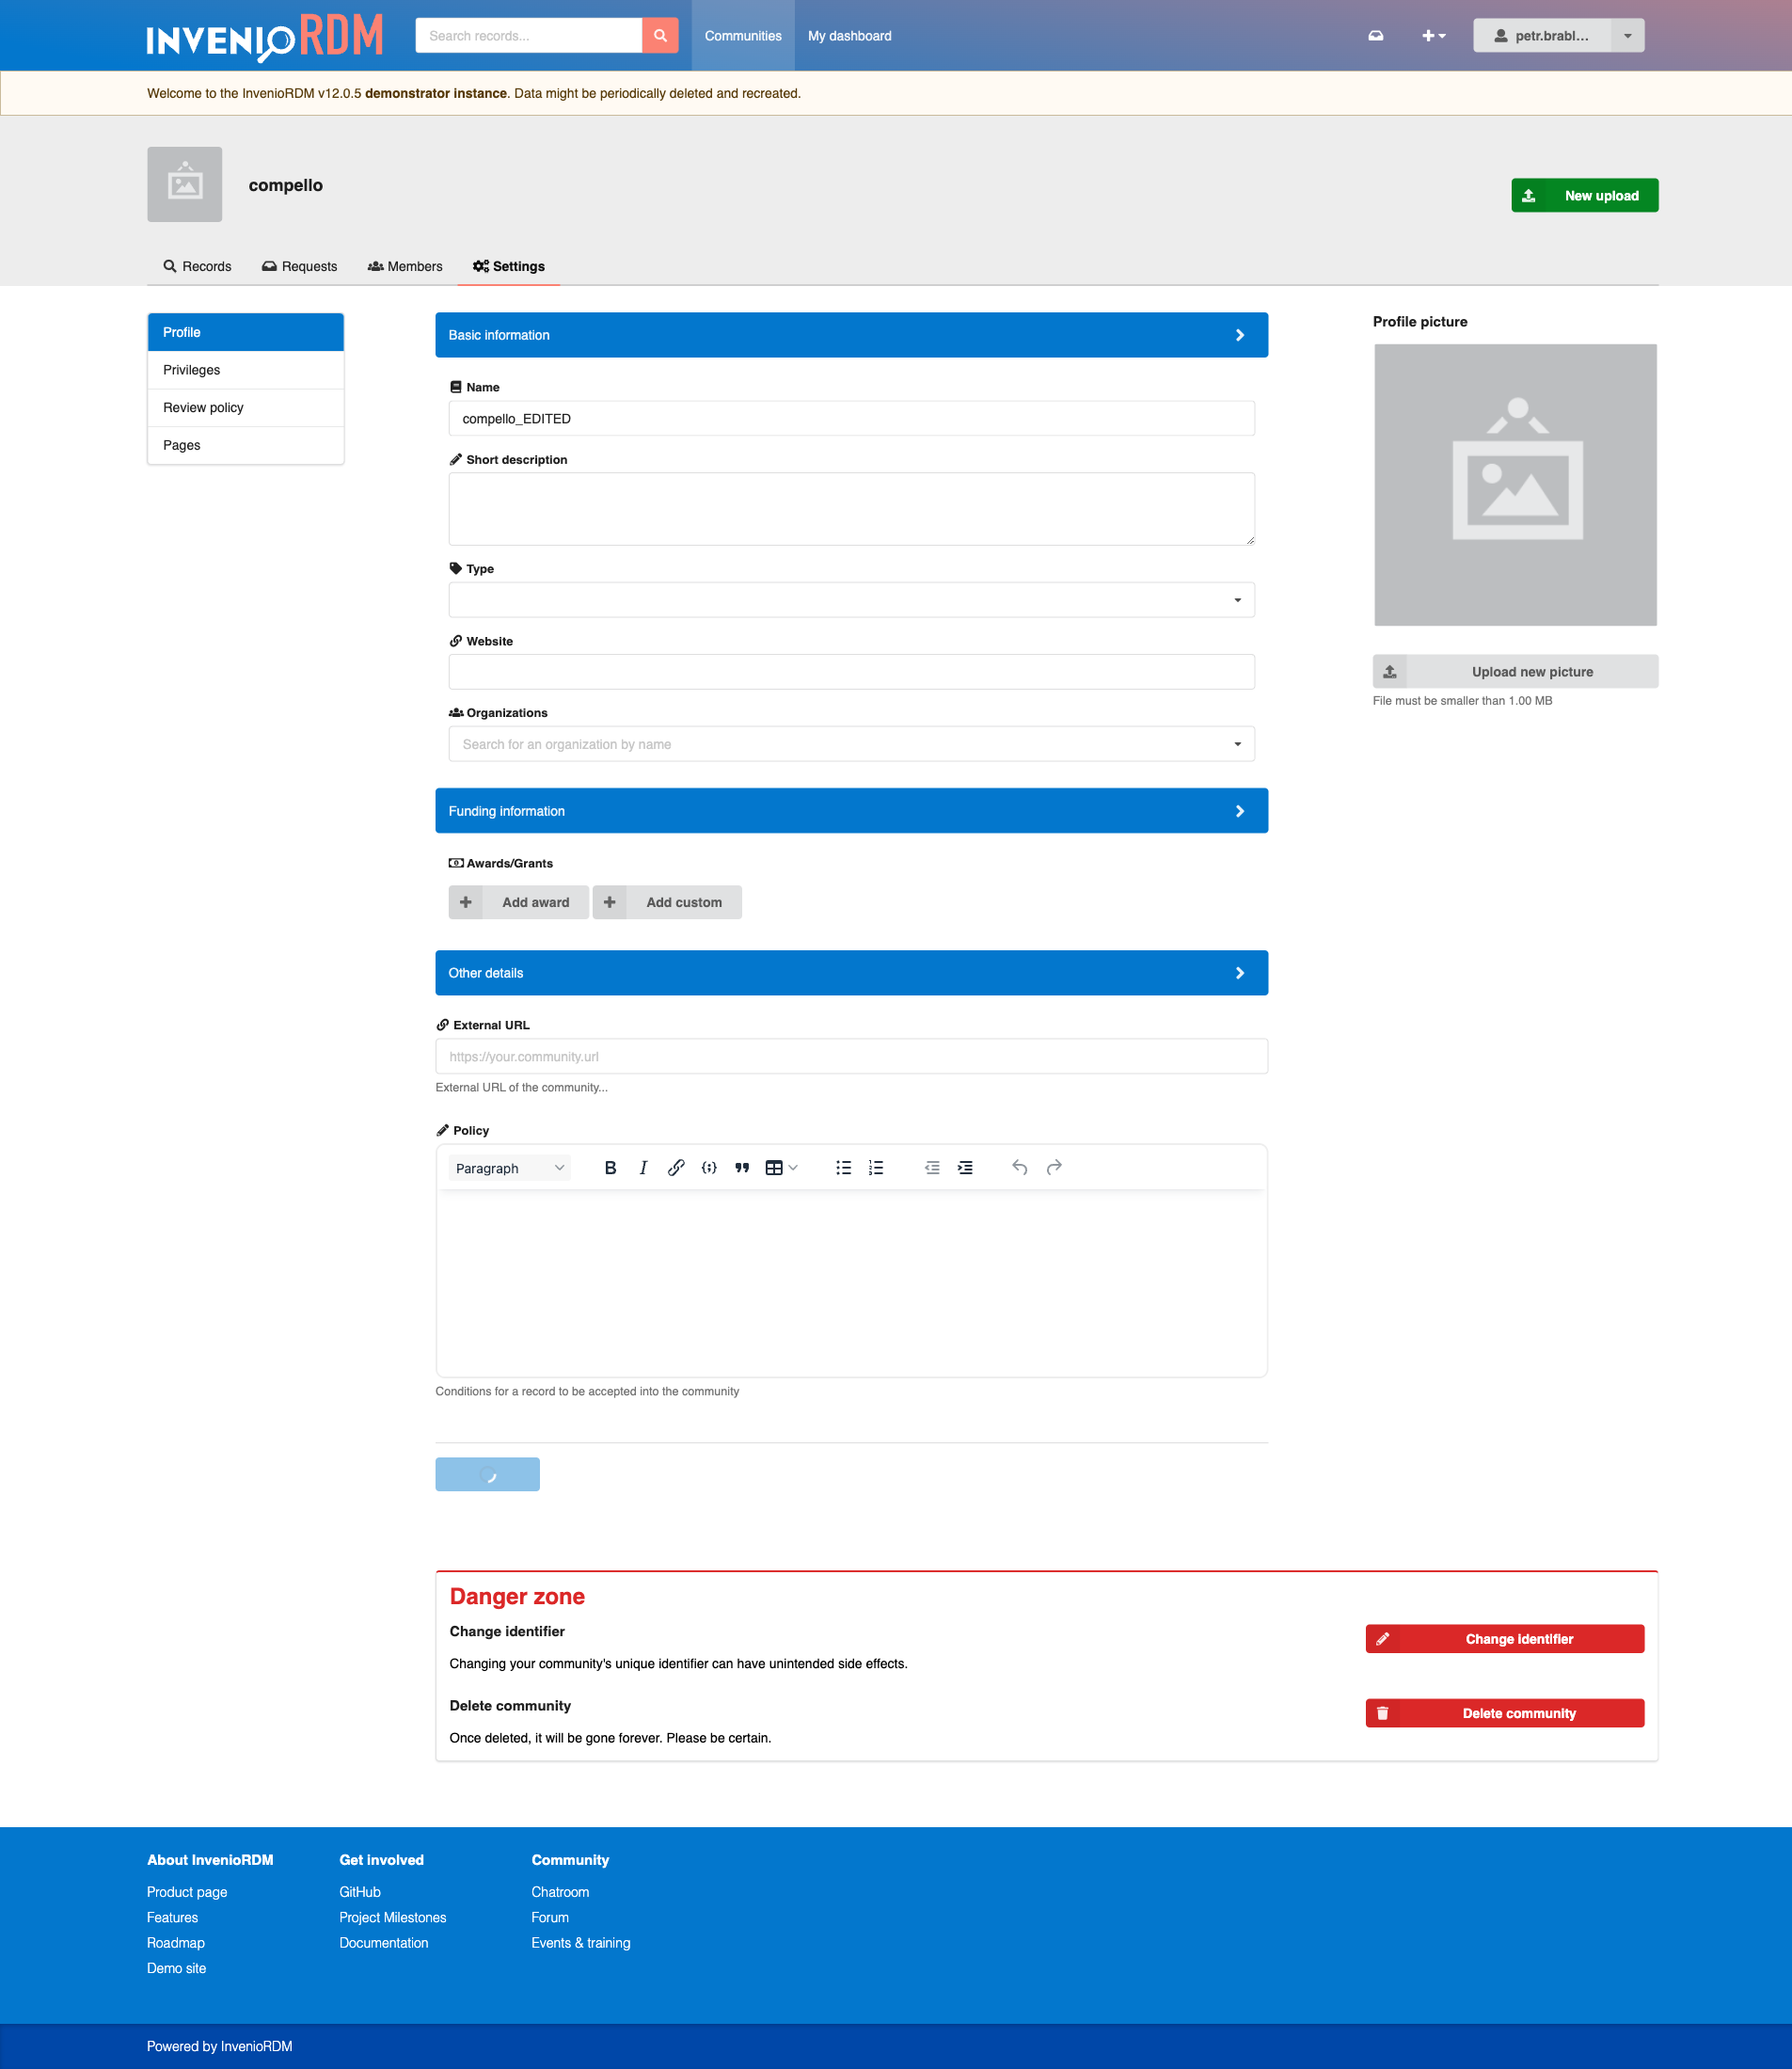 INVENIO RDM
Search records...
Communities
My dashboard
petr.brabl...
Welcome to the InvenioRDM v12.0.5 demonstrator instance. Data might be periodically deleted and recreated.
compello
New upload
Records
Requests
Members
Settings
Profile
Privileges
Review policy
Pages
Basic information
Name
compello_EDITED
Short description
Type
Website
Organizations
Search for an organization by name
Profile picture
Upload new picture
File must be smaller than 1.00 MB
Funding information
Awards/Grants
Add award
Add custom
Other details
External URL
https://your.community.url
External URL of the community...
Policy
Paragraph
Conditions for a record to be accepted into the community
Danger zone
Change identifier
Changing your community's unique identifier can have unintended side effects.
Change identifier
Delete community
Once deleted, it will be gone forever. Please be certain.
Delete community
About InvenioRDM
Product page
Features
Roadmap
Demo site
Get involved
GitHub
Project Milestones
Documentation
Community
Chatroom
Forum
Events & training
Powered by InvenioRDM